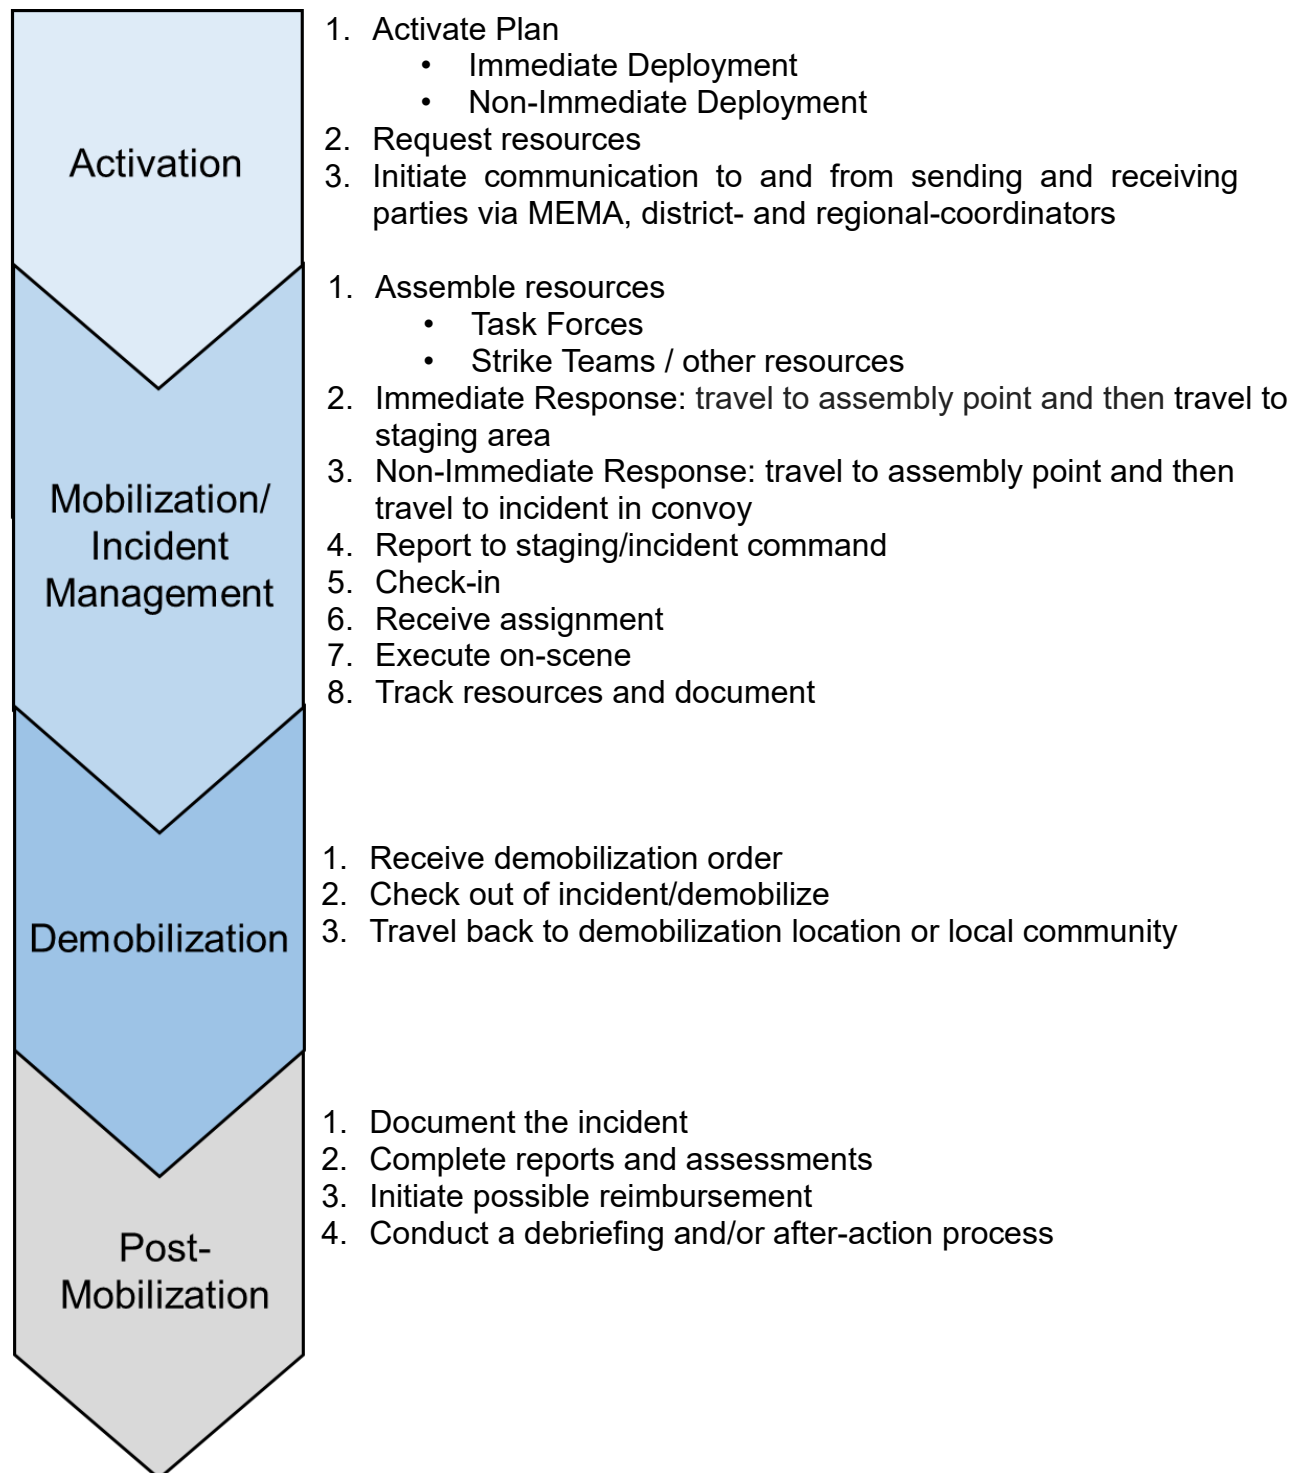 Activation
1. Activate Plan
• Immediate Deployment
• Non-Immediate Deployment
2. Request resources
3. Initiate communication to and from sending and receiving
parties via MEMA, district- and regional-coordinators
Mobilization/
Incident
Management
1. Assemble resources
• Task Forces
• Strike Teams / other resources
2. Immediate Response: travel to assembly point and then travel to
staging area
3. Non-Immediate Response: travel to assembly point and then
travel to incident in convoy
4. Report to staging/incident command
5. Check-in
6. Receive assignment
7. Execute on-scene
8. Track resources and document
Demobilization
1. Receive demobilization order
2. Check out of incident/demobilize
3. Travel back to demobilization location or local community
Post-
Mobilization
1. Document the incident
2. Complete reports and assessments
3. Initiate possible reimbursement
4. Conduct a debriefing and/or after-action process